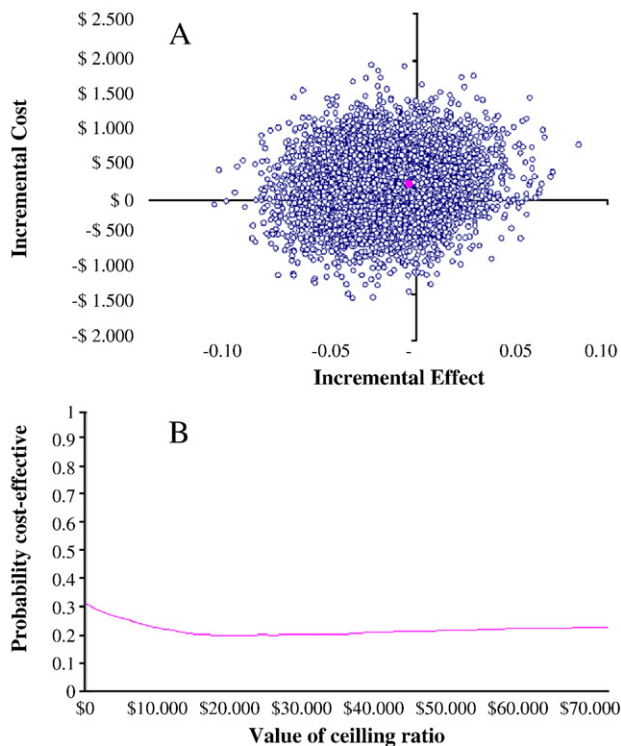 A
Incremental Cost
$ 2.500
$ 2.000
$ 1.500
$ 1.000
$ 500
$ 0
-$ 500
-$ 1.000
-$ 1.500
-$ 2.000
-0.10 -0.05 - 0.05 0.10
Incremental Effect
B
Probability cost-effective
1
0.9
0.8
0.7
0.6
0.5
0.4
0.3
0.2
0.1
0
$0 $10.000 $20.000 $30.000 $40.000 $50.000 $60.000 $70.000
Value of ceilling ratio